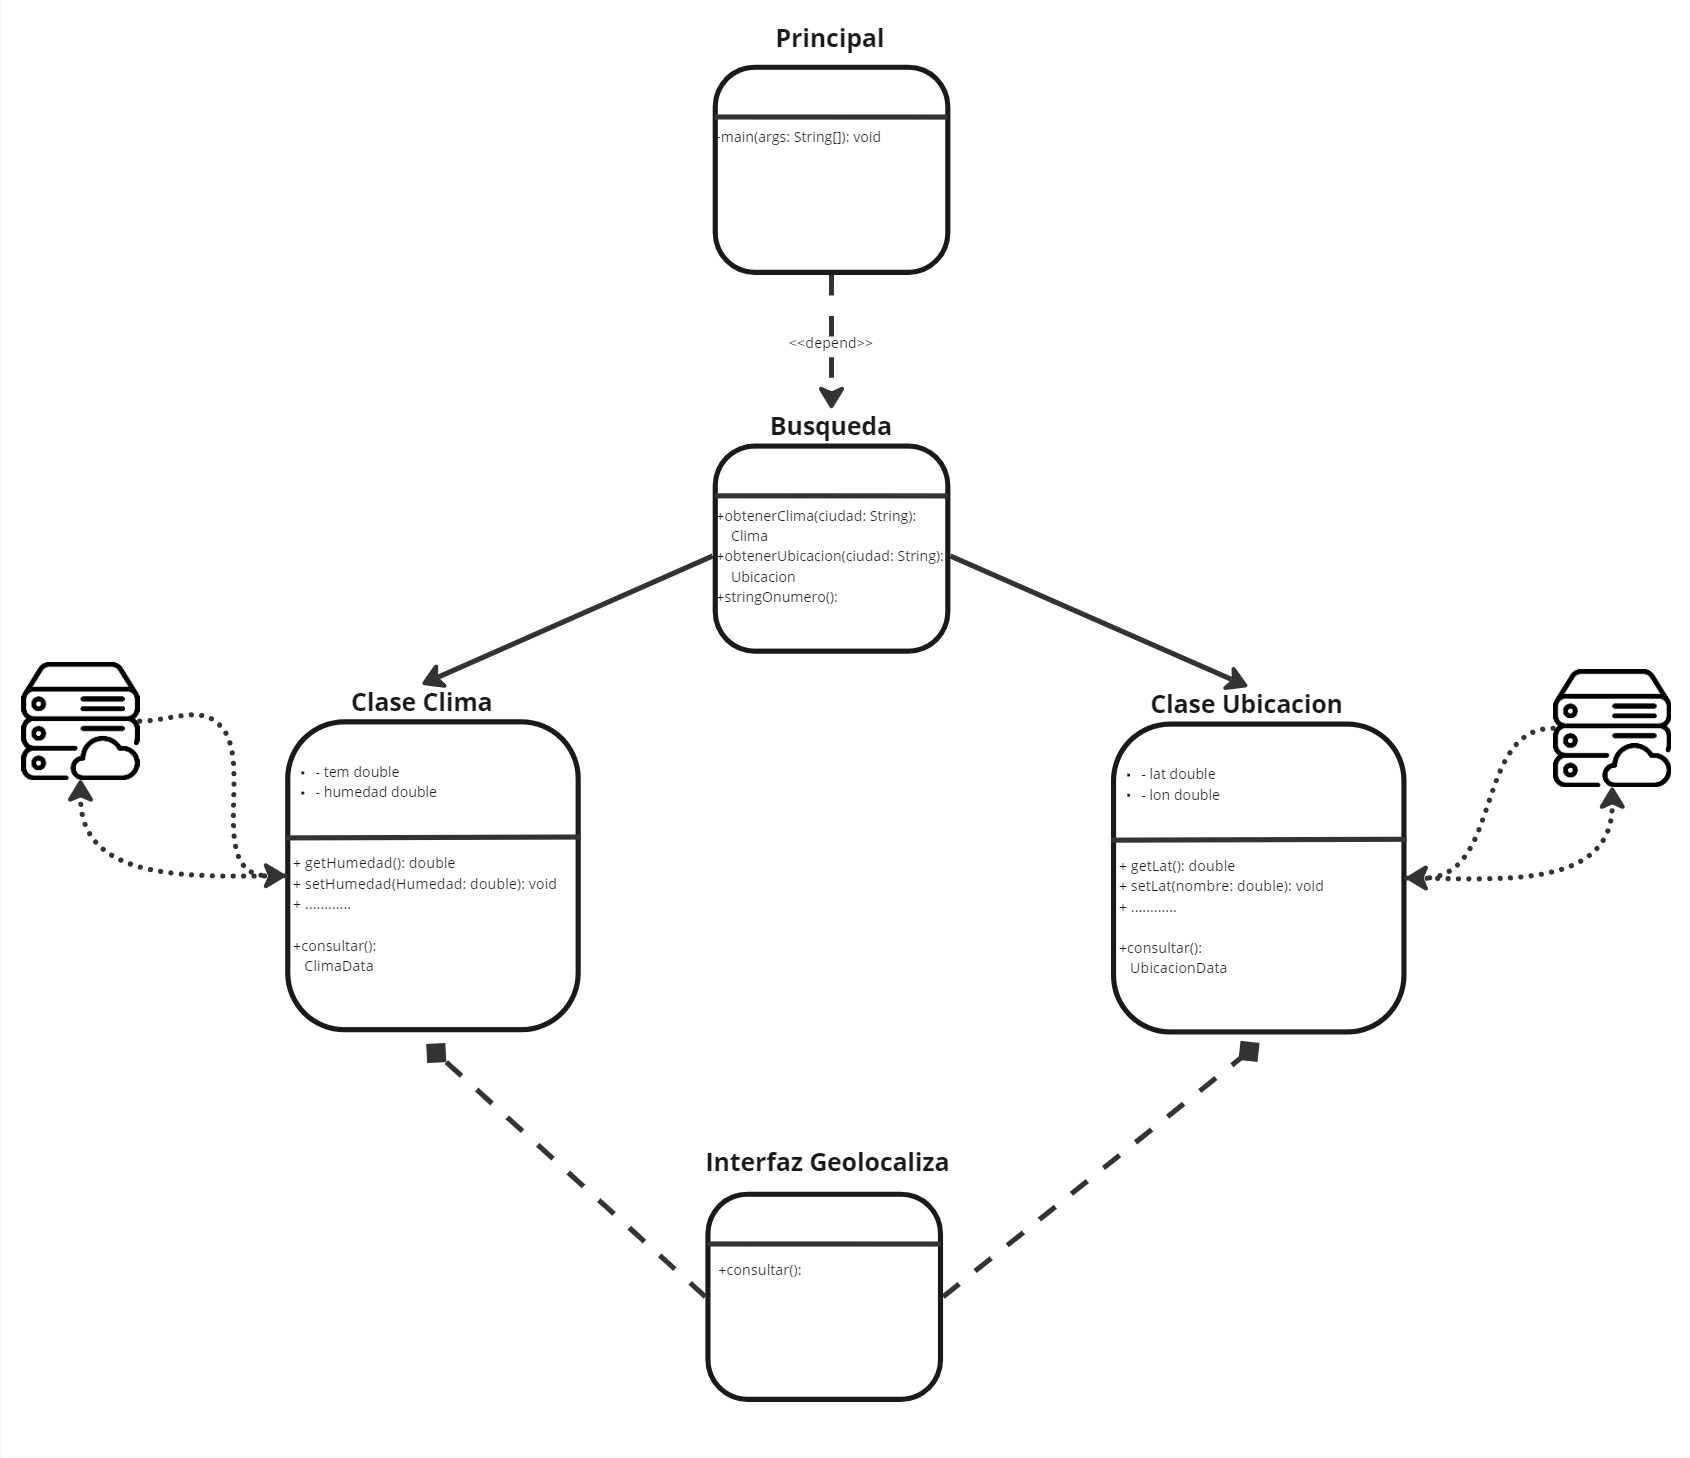 Principal
-main(args: String[]): void
<<depend>>
Busqueda
+obtenerClima(ciudad: String):
Clima
+obtenerUbicacion(ciudad: String):
Ubicacion
+stringOnumero():
Clase Clima
- tem double
- humedad double
+ getHumedad(): double
+ setHumedad(Humedad: double): void
+ ............
+consultar():
ClimaData
Clase Ubicacion
- lat double
- lon double
+ getLat(): double
+ setLat(nombre: double): void
+ ............
+consultar():
UbicacionData
Interfaz Geolocaliza
+consultar():